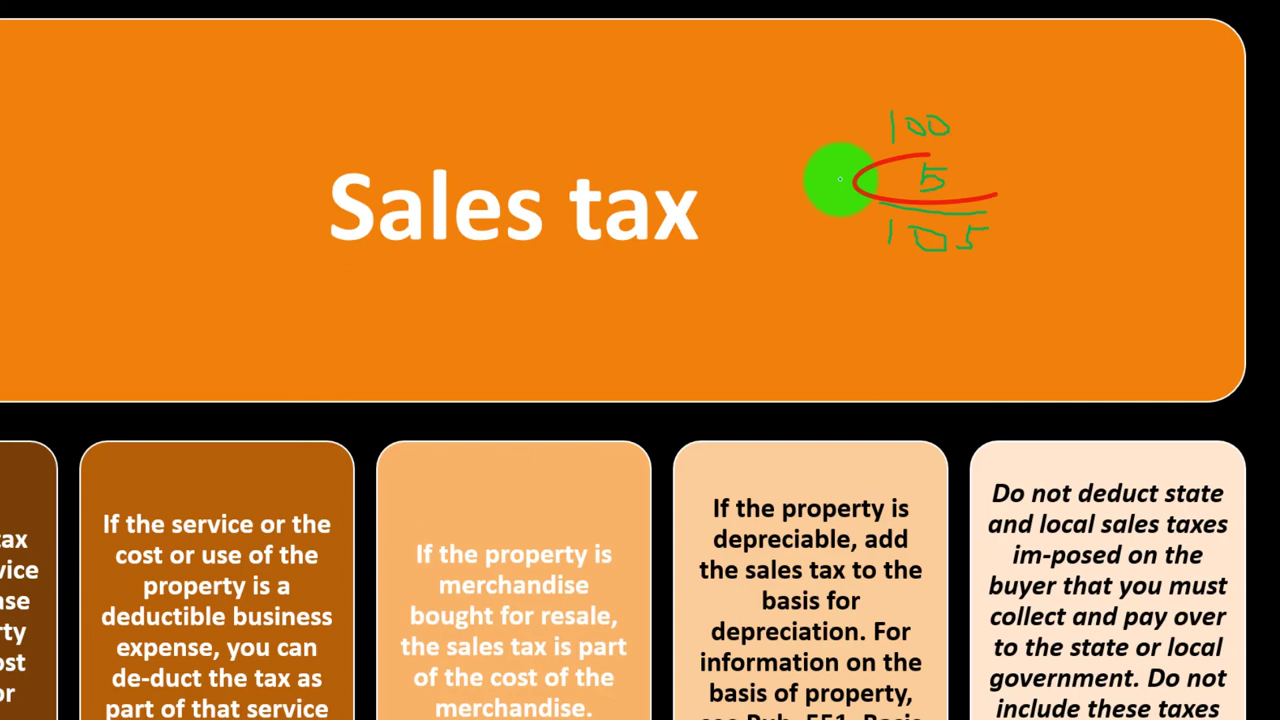 Sales tax
100
5
105
tax
vice
rty
ost
or
If the service or the
cost or use of the
property is a
deductible business
expense, you can
de-duct the tax as
part of that service
If the property is
merchandise
bought for resale,
the sales tax is part
of the cost of the
merchandise.
If the property is
depreciable, add
the sales tax to the
basis for
depreciation. For
information on the
basis of property,
Do not deduct state
and local sales taxes
im-posed on the
buyer that you must
collect and pay over
to the state or local
government. Do not
include these taxes